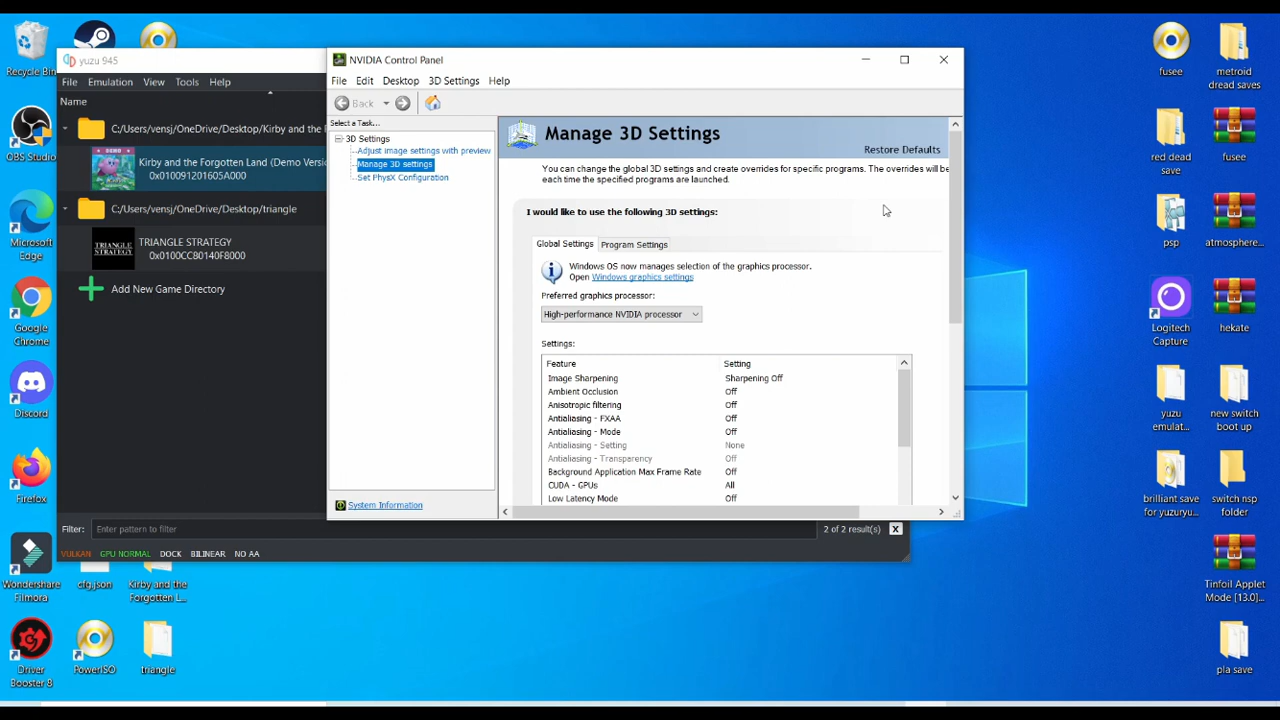 Recycle Bin
OBS Studio
Microsoft
Edge
Google
Chrome
Discord
Firefox
Wondershare
Filmora
Driver
Booster 8
cfg.json
Kirby and the
Forgotten L...
PowerISO
triangle
yuzu 945
File Emulation View Tools Help
Name
C:/Users/vensj/OneDrive/Desktop/Kirby and the
Kirby and the Forgotten Land (Demo Versi
0x010091201605A000
C:/Users/vensj/OneDrive/Desktop/triangle
TRIANGLE
STRATEGY
TRIANGLE STRATEGY
0x0100CC80140F8000
Add New Game Directory
Filter: Enter pattern to filter 2 of 2 result(s) X
VULKAN GPU NORMAL DOCK BILINEAR NO AA
NVIDIA Control Panel
File Edit Desktop 3D Settings Help
Back
Select a Task...
3D Settings
Adjust image settings with preview
Manage 3D settings
Set PhysX Configuration
System Information
Manage 3D Settings
Restore Defaults
You can change the global 3D settings and create overrides for specific programs. The overrides will be
each time the specified programs are launched.
I would like to use the following 3D settings:
Global Settings Program Settings
Windows OS now manages selection of the graphics processor.
Open Windows graphics settings
Preferred graphics processor:
High-performance NVIDIA processor
Settings:
Feature Setting
Image Sharpening Sharpening Off
Ambient Occlusion Off
Anisotropic filtering Off
Antialiasing - FXAA Off
Antialiasing - Mode Off
Antialiasing - Setting None
Antialiasing - Transparency Off
Background Application Max Frame Rate Off
CUDA - GPUs All
Low Latency Mode Off
fusee
metroid
dread saves
red dead
save
fusee
psp
atmosphere...
Logitech
Capture
hekate
yuzu
emulat...
new switch
boot up
brilliant save
for yuzuryu...
switch nsp
folder
Tinfoil Applet
Mode [13.0]...
pla save